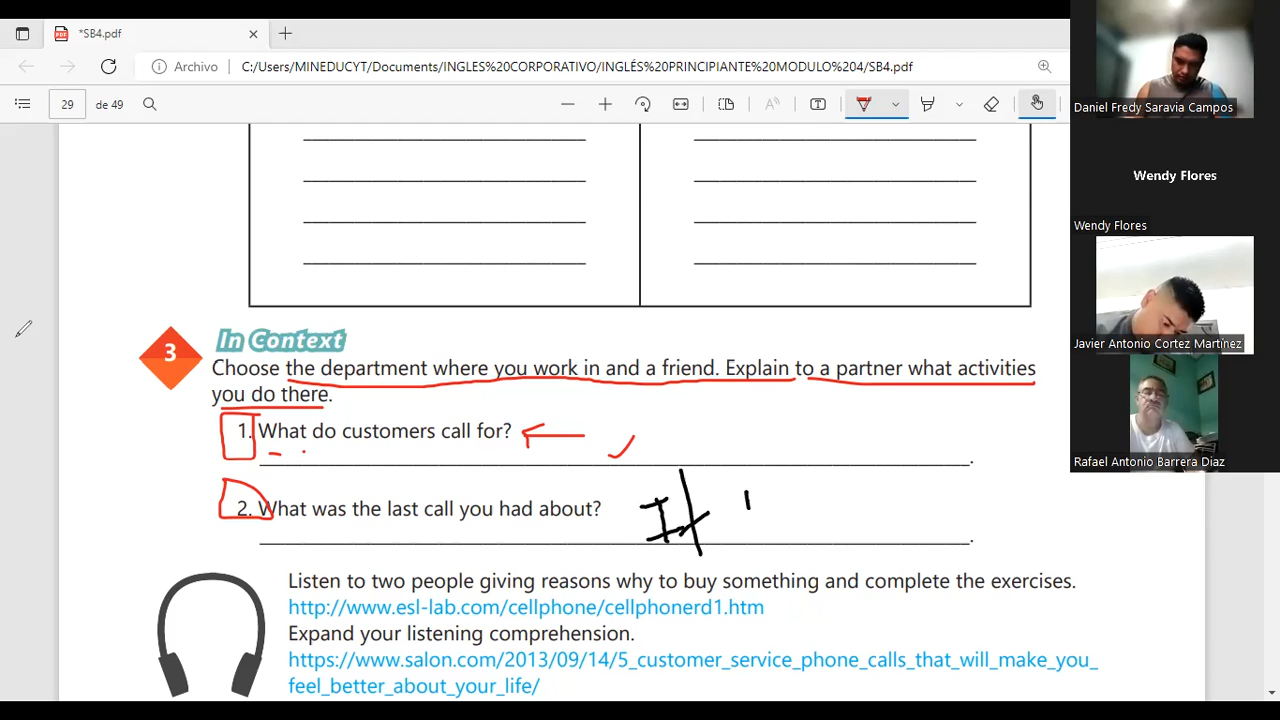 *SB4.pdf
Archivo
C:/Users/MINEDUCYT/Documents/INGLES%20CORPORATIVO/INGLÉS%20PRINCIPIANTE%20MODULO%204/SB4.pdf
29
de 49
Daniel Fredy Saravia Campos
Wendy Flores
Wendy Flores
Javier Antonio Cortez Martínez
Rafael Antonio Barrera Diaz
3
In Context
Choose the department where you work in and a friend. Explain to a partner what activities
you do there.
1. What do customers call for?
2. What was the last call you had about?
It
Listen to two people giving reasons why to buy something and complete the exercises.
http://www.esl-lab.com/cellphone/cellphonerd1.htm
Expand your listening comprehension.
https://www.salon.com/2013/09/14/5_customer_service_phone_calls_that_will_make_you_
feel_better_about_your_life/